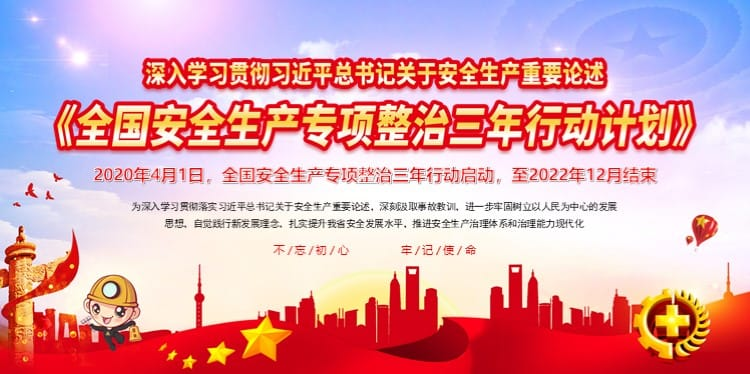 深入学习贯彻习近平总书记关于安全生产重要论述
《全国安全生产专项整治三年行动计划》
2020年4月1日，全国安全生产专项整治三年行动启动，至2022年12月结束
为深入学习贯彻落实习近平总书记关于安全生产重要论述，深刻汲取事故教训，进一步牢固树立以人民为中心的发展
思想、自觉践行新发展理念、扎实提升我省安全发展水平，推进安全生产治理体系和治理能力现代化
不/忘/初/心 牢/记/使/命